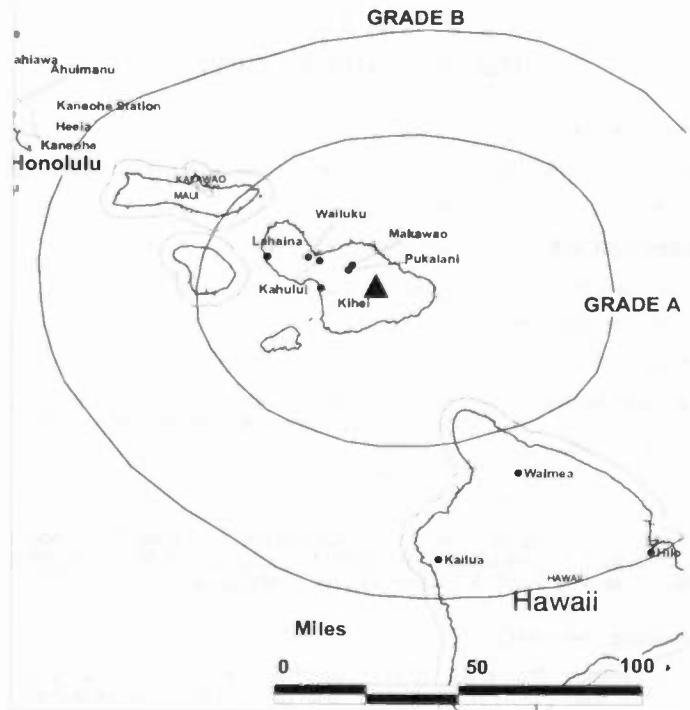 GRADE B
ahiawa
Ahuimanu
Kaneohe Station
Heeia
Kaneohe
Honolulu
KALAWAO
MAUI
Wailuku
Lahaina
Makawao
Pukalani
Kahului
Kihei
GRADE A
Waimea
Hilo
Kailua
HAWAII
Hawaii
Miles
0 50 100